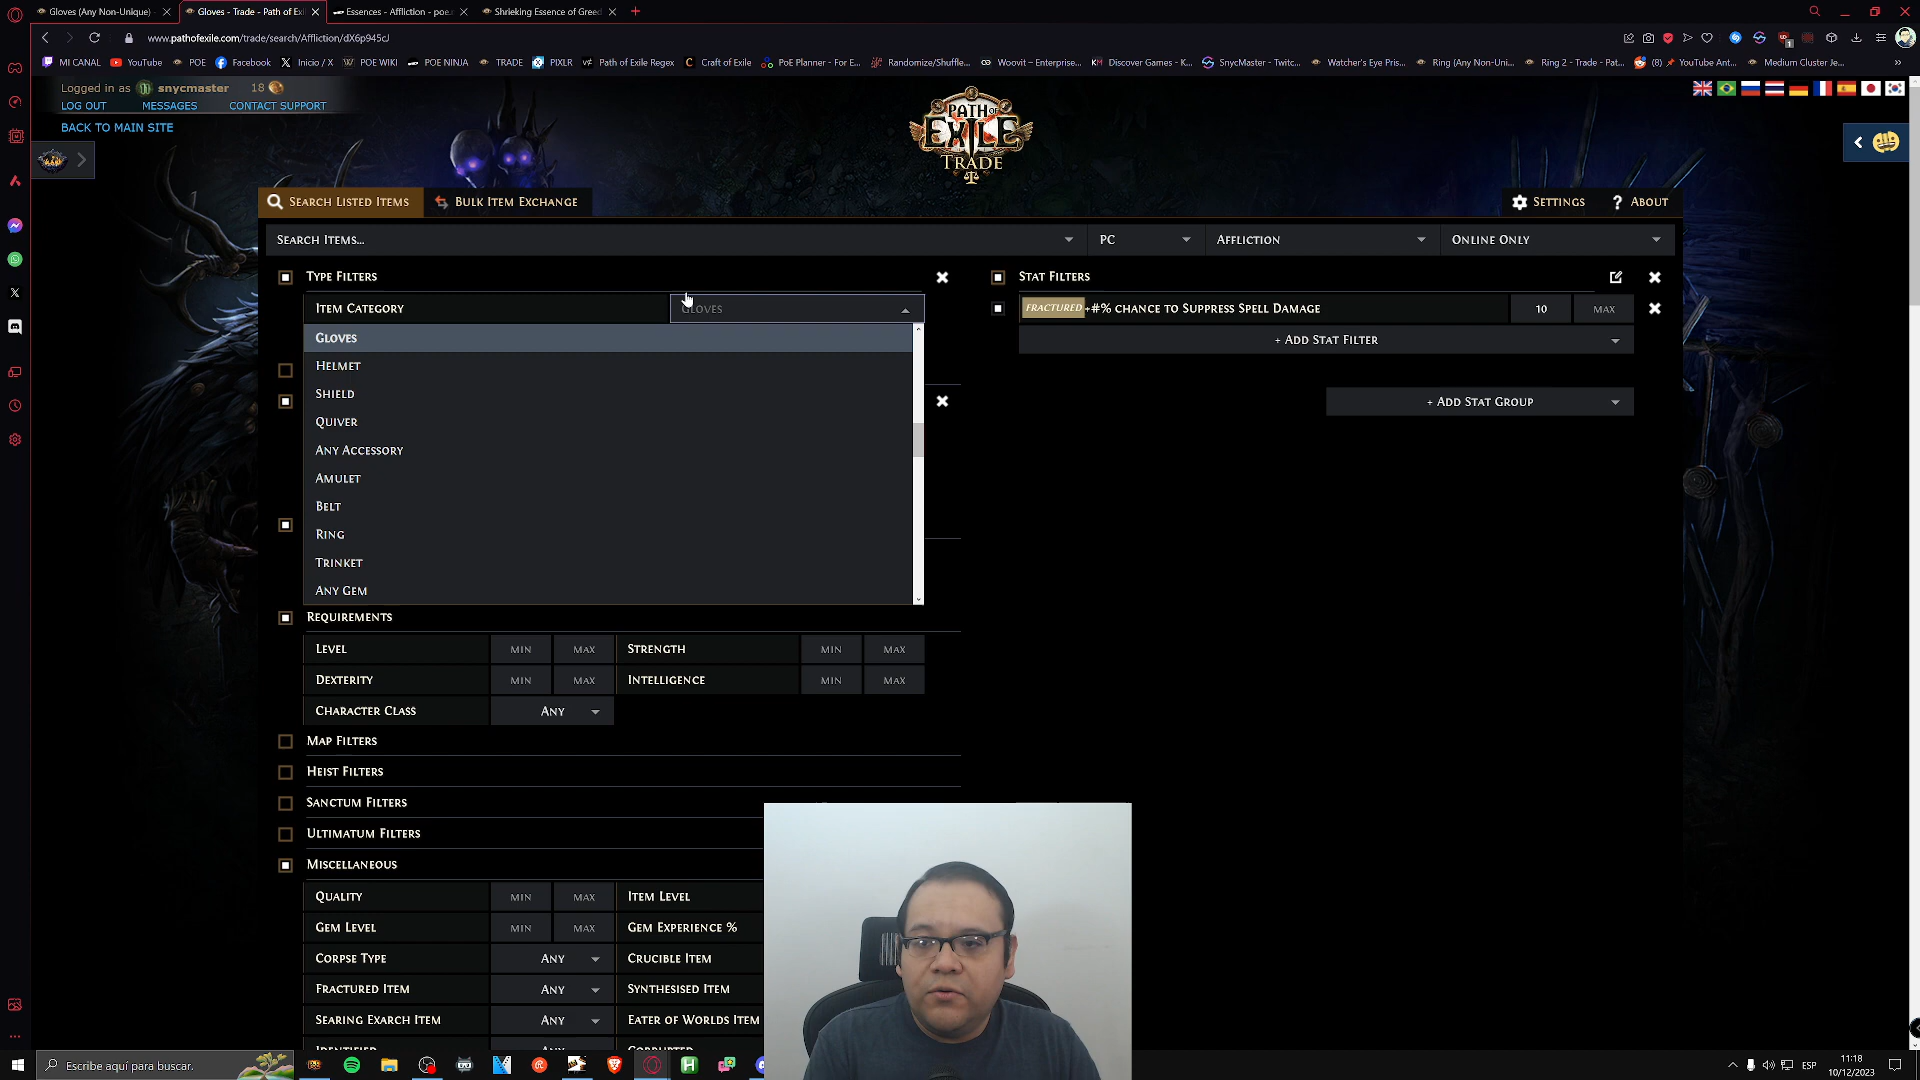 Gloves (Any Non-Unique)
Gloves - Trade - Path of Exi
Essences - Affliction - poe.n
Shrieking Essence of Greed
www.pathofexile.com/trade/search/Affliction/dX6p945cJ
MI CANAL
YouTube
POE
Facebook
Inicio / X
POE WIKI
POE NINJA
TRADE
PIXLR
Path of Exile Regex
Craft of Exile
PoE Planner - For E...
Randomize/Shuffle...
Woovit – Enterprise...
Discover Games - K...
SnycMaster - Twitc...
Watcher's Eye Pris...
Ring (Any Non-Uni...
Ring 2 - Trade - Pat...
(8) YouTube Ant...
Medium Cluster Je...
Logged in as snycmaster 18
LOG OUT MESSAGES CONTACT SUPPORT
BACK TO MAIN SITE
PATH OF EXILE TRADE
SEARCH LISTED ITEMS
BULK ITEM EXCHANGE
SETTINGS
? ABOUT
SEARCH ITEMS...
PC
AFFLICTION
ONLINE ONLY
TYPE FILTERS
STAT FILTERS
ITEM CATEGORY
GLOVES
FRACTURED +#% CHANCE TO SUPPRESS SPELL DAMAGE 10 MAX
GLOVES
+ ADD STAT FILTER
HELMET
SHIELD
+ ADD STAT GROUP
QUIVER
ANY ACCESSORY
AMULET
BELT
RING
TRINKET
ANY GEM
REQUIREMENTS
LEVEL MIN MAX STRENGTH MIN MAX
DEXTERITY MIN MAX INTELLIGENCE MIN MAX
CHARACTER CLASS ANY
MAP FILTERS
HEIST FILTERS
SANCTUM FILTERS
ULTIMATUM FILTERS
MISCELLANEOUS
QUALITY MIN MAX ITEM LEVEL
GEM LEVEL MIN MAX GEM EXPERIENCE %
CORPSE TYPE ANY CRUCIBLE ITEM
FRACTURED ITEM ANY SYNTHESISED ITEM
SEARING EXARCH ITEM ANY EATER OF WORLDS ITEM
IDENTIFIED ANY CORRUPTED
Escribe aquí para buscar.
ESP
11:18
10/12/2023